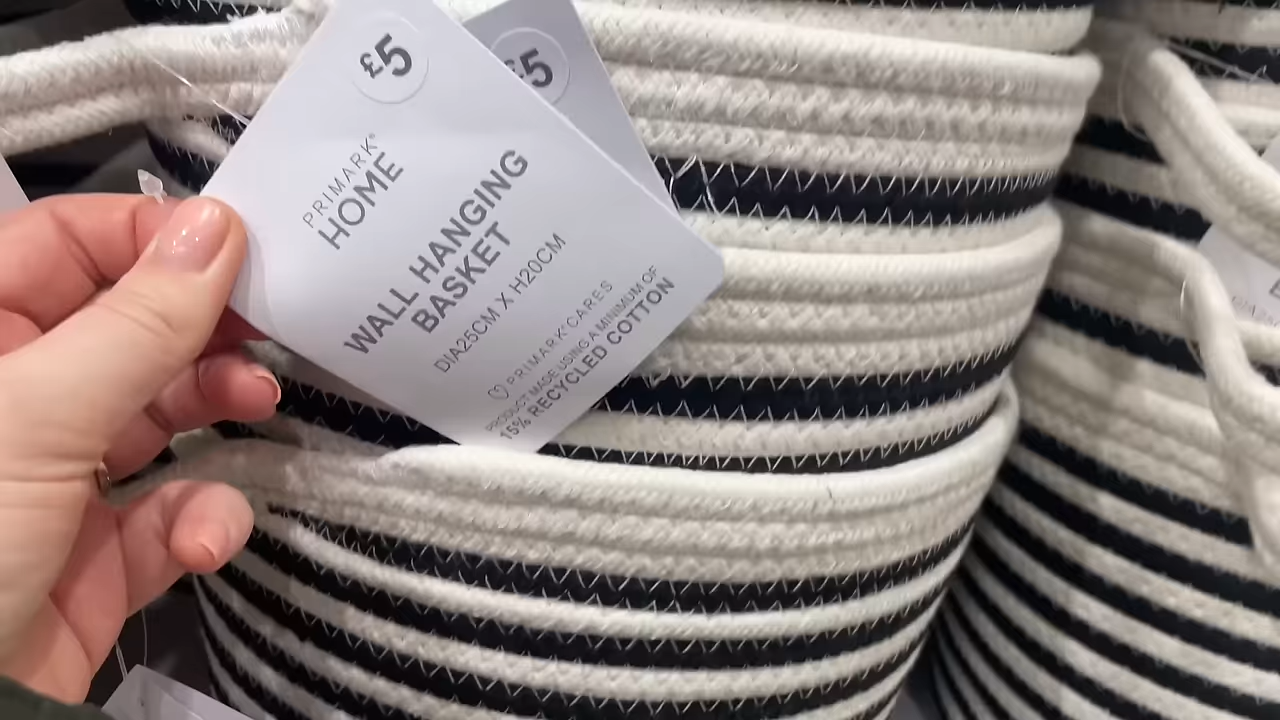 £5
£5
PRIMARK®
HOME
WALL HANGING
BASKET
DIA25CM X H20CM
PRIMARK® CARES
PRODUCT MADE USING A MINIMUM OF
15% RECYCLED COTTON